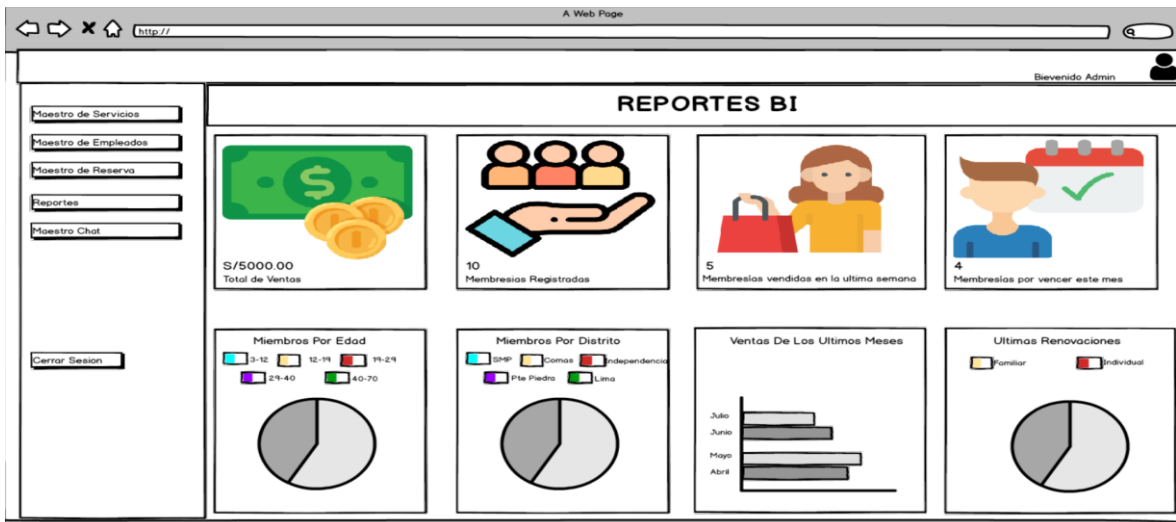 A Web Page
http://
Bievenido Admin
REPORTES BI
Maestro de Servicios
Maestro de Empleados
Maestro de Reserva
Reportes
Maestro Chat
Cerrar Sesion
S/5000.00
Total de Ventas
10
Membresias Registradas
5
Membresías vendidas en la ultima semana
4
Membresías por vencer este mes
Miembros Por Edad
3-12 12-19 19-29
29-40 40-70
Miembros Por Distrito
SMP Comas Independencia
Pte Piedra Lima
Ventas De Los Ultimos Meses
Julio
Junio
Mayo
Abril
Ultimas Renovaciones
Familiar Individual